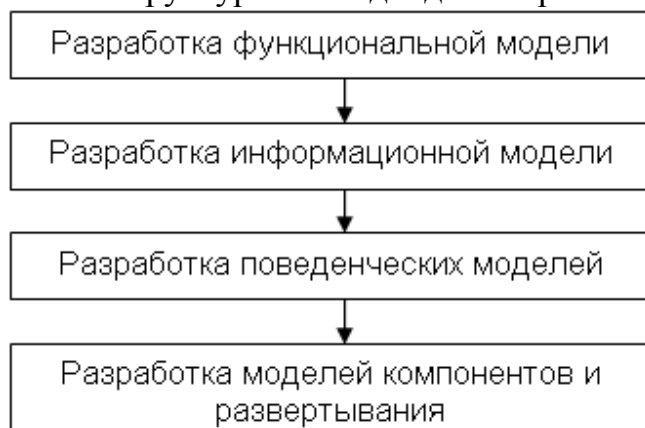 Разработка функциональной модели
Разработка информационной модели
Разработка поведенческих моделей
Разработка моделей компонентов и
развертывания